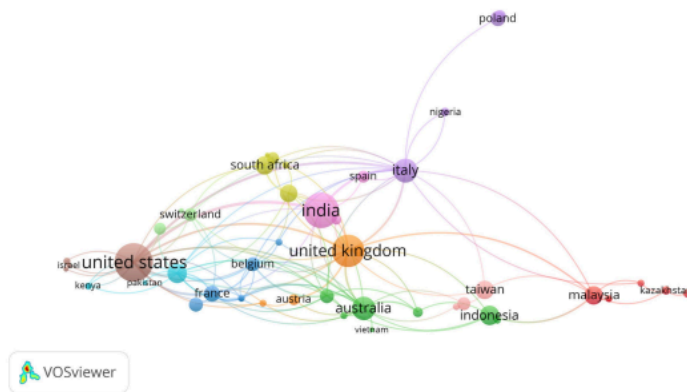 poland
nigeria
south africa
spain
italy
switzerland
india
united kingdom
israel
united states
belgium
kenya
pakistan
france
austria
australia
vietnam
taiwan
indonesia
malaysia
kazakhsta
VOSviewer